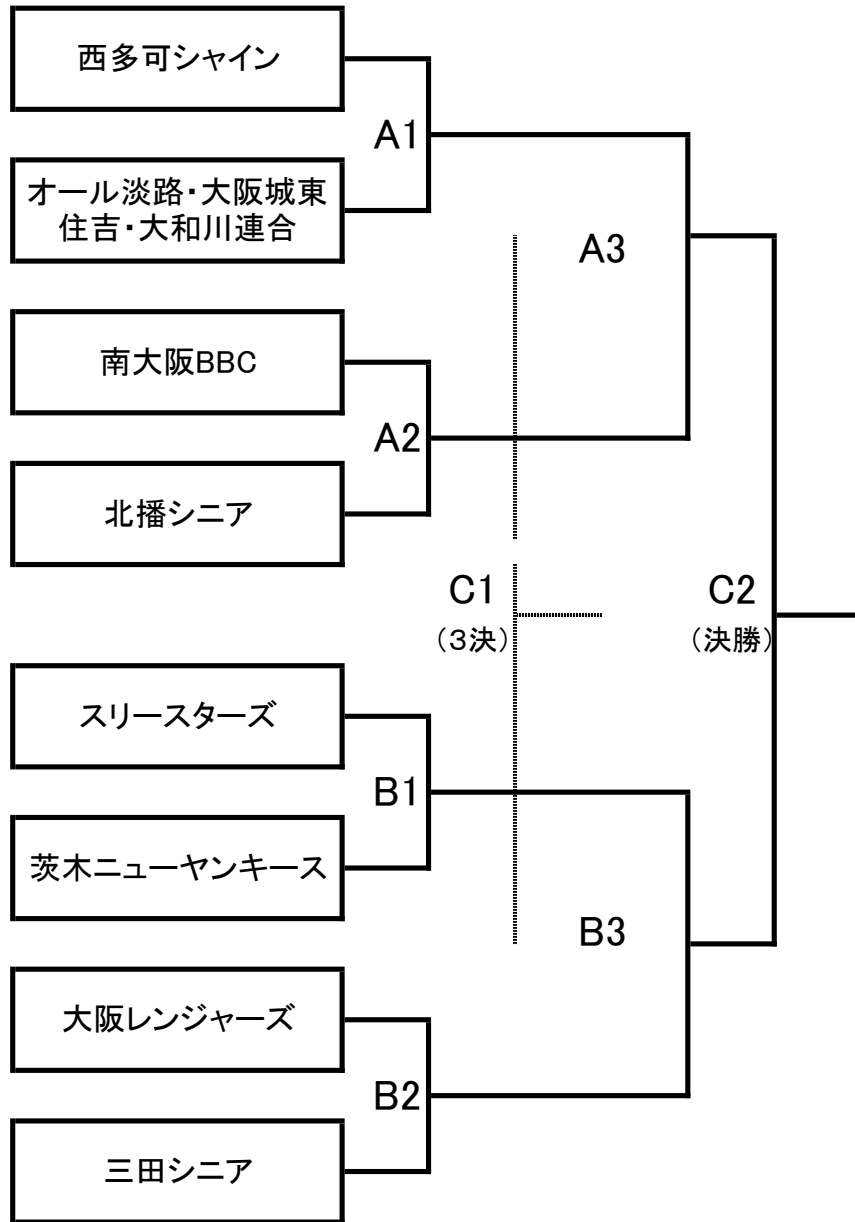 西多可シャイン
A1
オール淡路・大阪城東
住吉・大和川連合
A3
南大阪BBC
A2
北播シニア
C1
(3決)
C2
(決勝)
スリースターズ
B1
茨木ニューヤンキース
B3
大阪レンジャーズ
B2
三田シニア